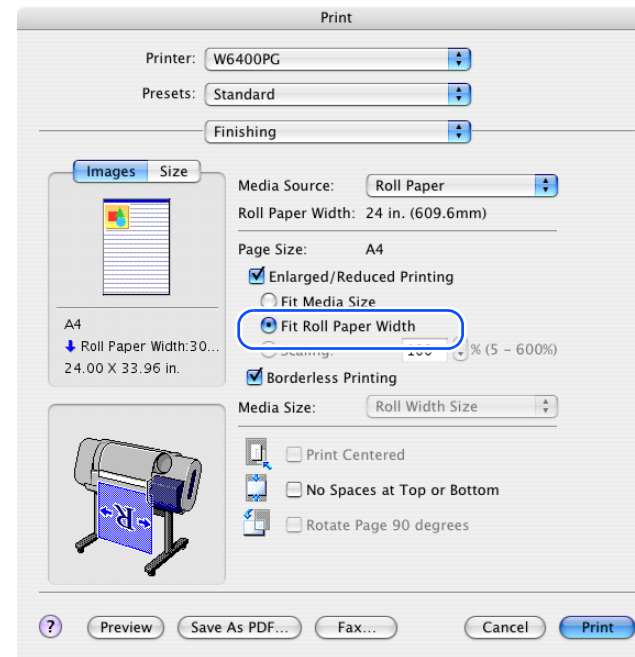 Print
Printer: W6400PG
Presets: Standard
Finishing
Images Size
Media Source: Roll Paper
Roll Paper Width: 24 in. (609.6mm)
Page Size: A4
Enlarged/Reduced Printing
Fit Media Size
Fit Roll Paper Width
Scaling: 100 % (5 – 600%)
Borderless Printing
Media Size: Roll Width Size
A4
Roll Paper Width:30...
24.00 X 33.96 in.
Print Centered
No Spaces at Top or Bottom
Rotate Page 90 degrees
R
? Preview Save As PDF... Fax... Cancel Print